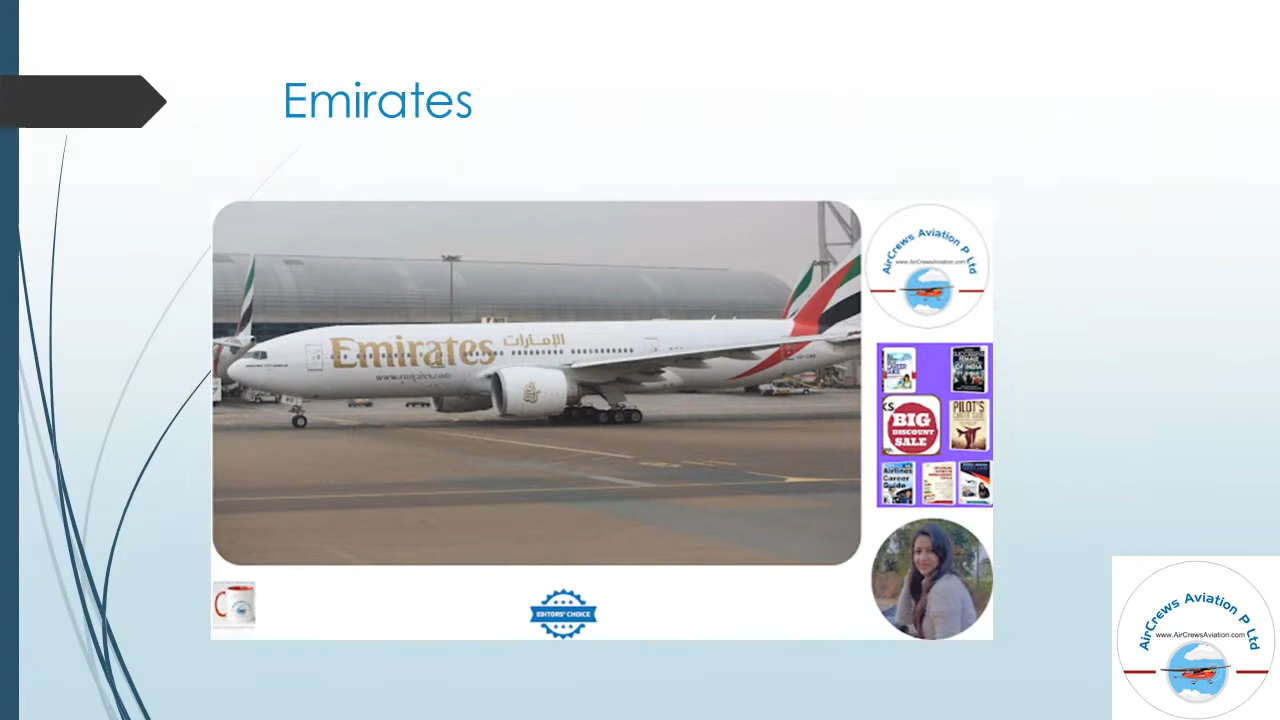 Emirates
Emirates الإمارات
www.emirates.com
AirCrews Aviation P Ltd
www.AirCrewsAviation.com
BIG
DISCOUNT
SALE
PILOT'S
Airlines
Career
Guide
EDITORS' CHOICE
AirCrews Aviation P Ltd
www.AirCrewsAviation.com